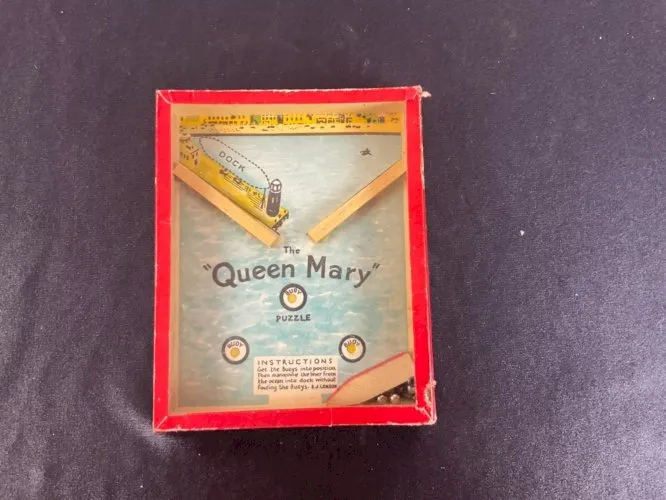 DOCK
The
"Queen Mary"
BUOY
PUZZLE
BUOY
BUOY
INSTRUCTIONS
Get the Buoys into position.
Then manoeuvre the liner from
the ocean into dock without
fouling the Buoys. R.J. LONDON